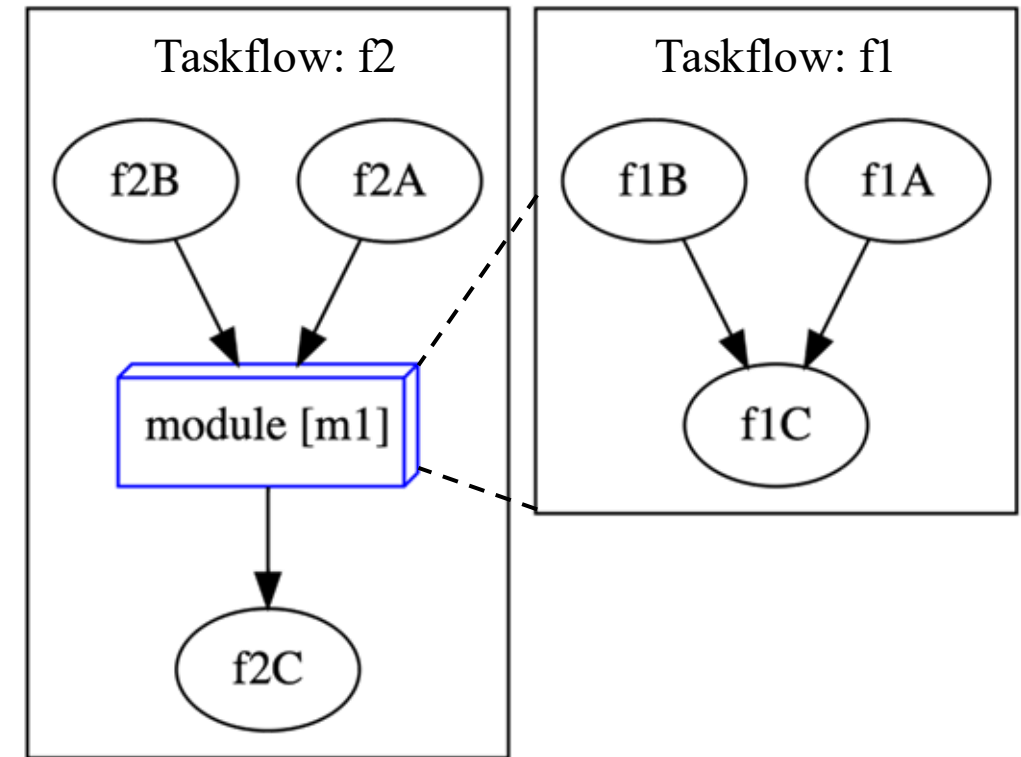 Taskflow: f2
f2B
f2A
module [m1]
f2C
Taskflow: f1
f1B
f1A
f1C